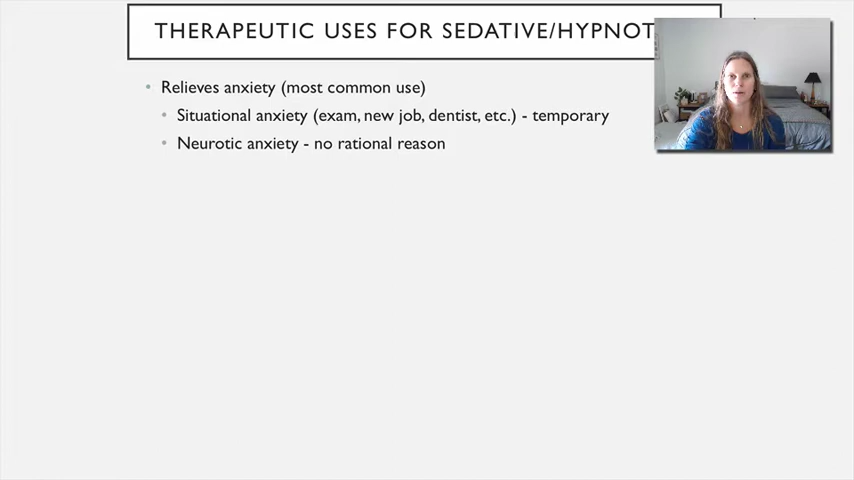 THERAPEUTIC USES FOR SEDATIVE/HYPNOT
• Relieves anxiety (most common use)
• Situational anxiety (exam, new job, dentist, etc.) - temporary
• Neurotic anxiety - no rational reason